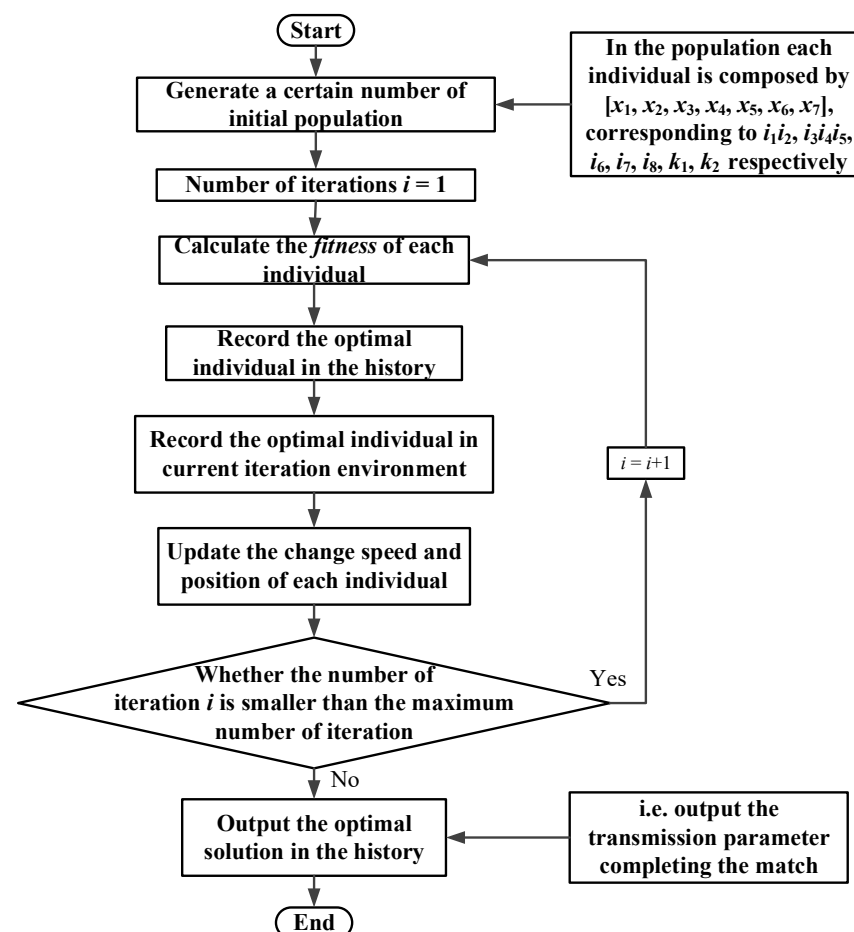 Start
Generate a certain number of
initial population
In the population each
individual is composed by
[x₁, x₂, x₃, x₄, x₅, x₆, x₇],
corresponding to i₁i₂, i₃i₄i₅,
i₆, i₇, i₈, k₁, k₂ respectively
Number of iterions i = 1
Calculate the fitness of each
individual
Record the optimal
individual in the history
Record the optimal individual in
current iteration environment
i = i+1
Update the change speed and
position of each individual
Whether the number of
iteration i is smaller than the maximum
number of iteration
Yes
No
Output the optimal
solution in the history
i.e. output the
transmission parameter
completing the match
End